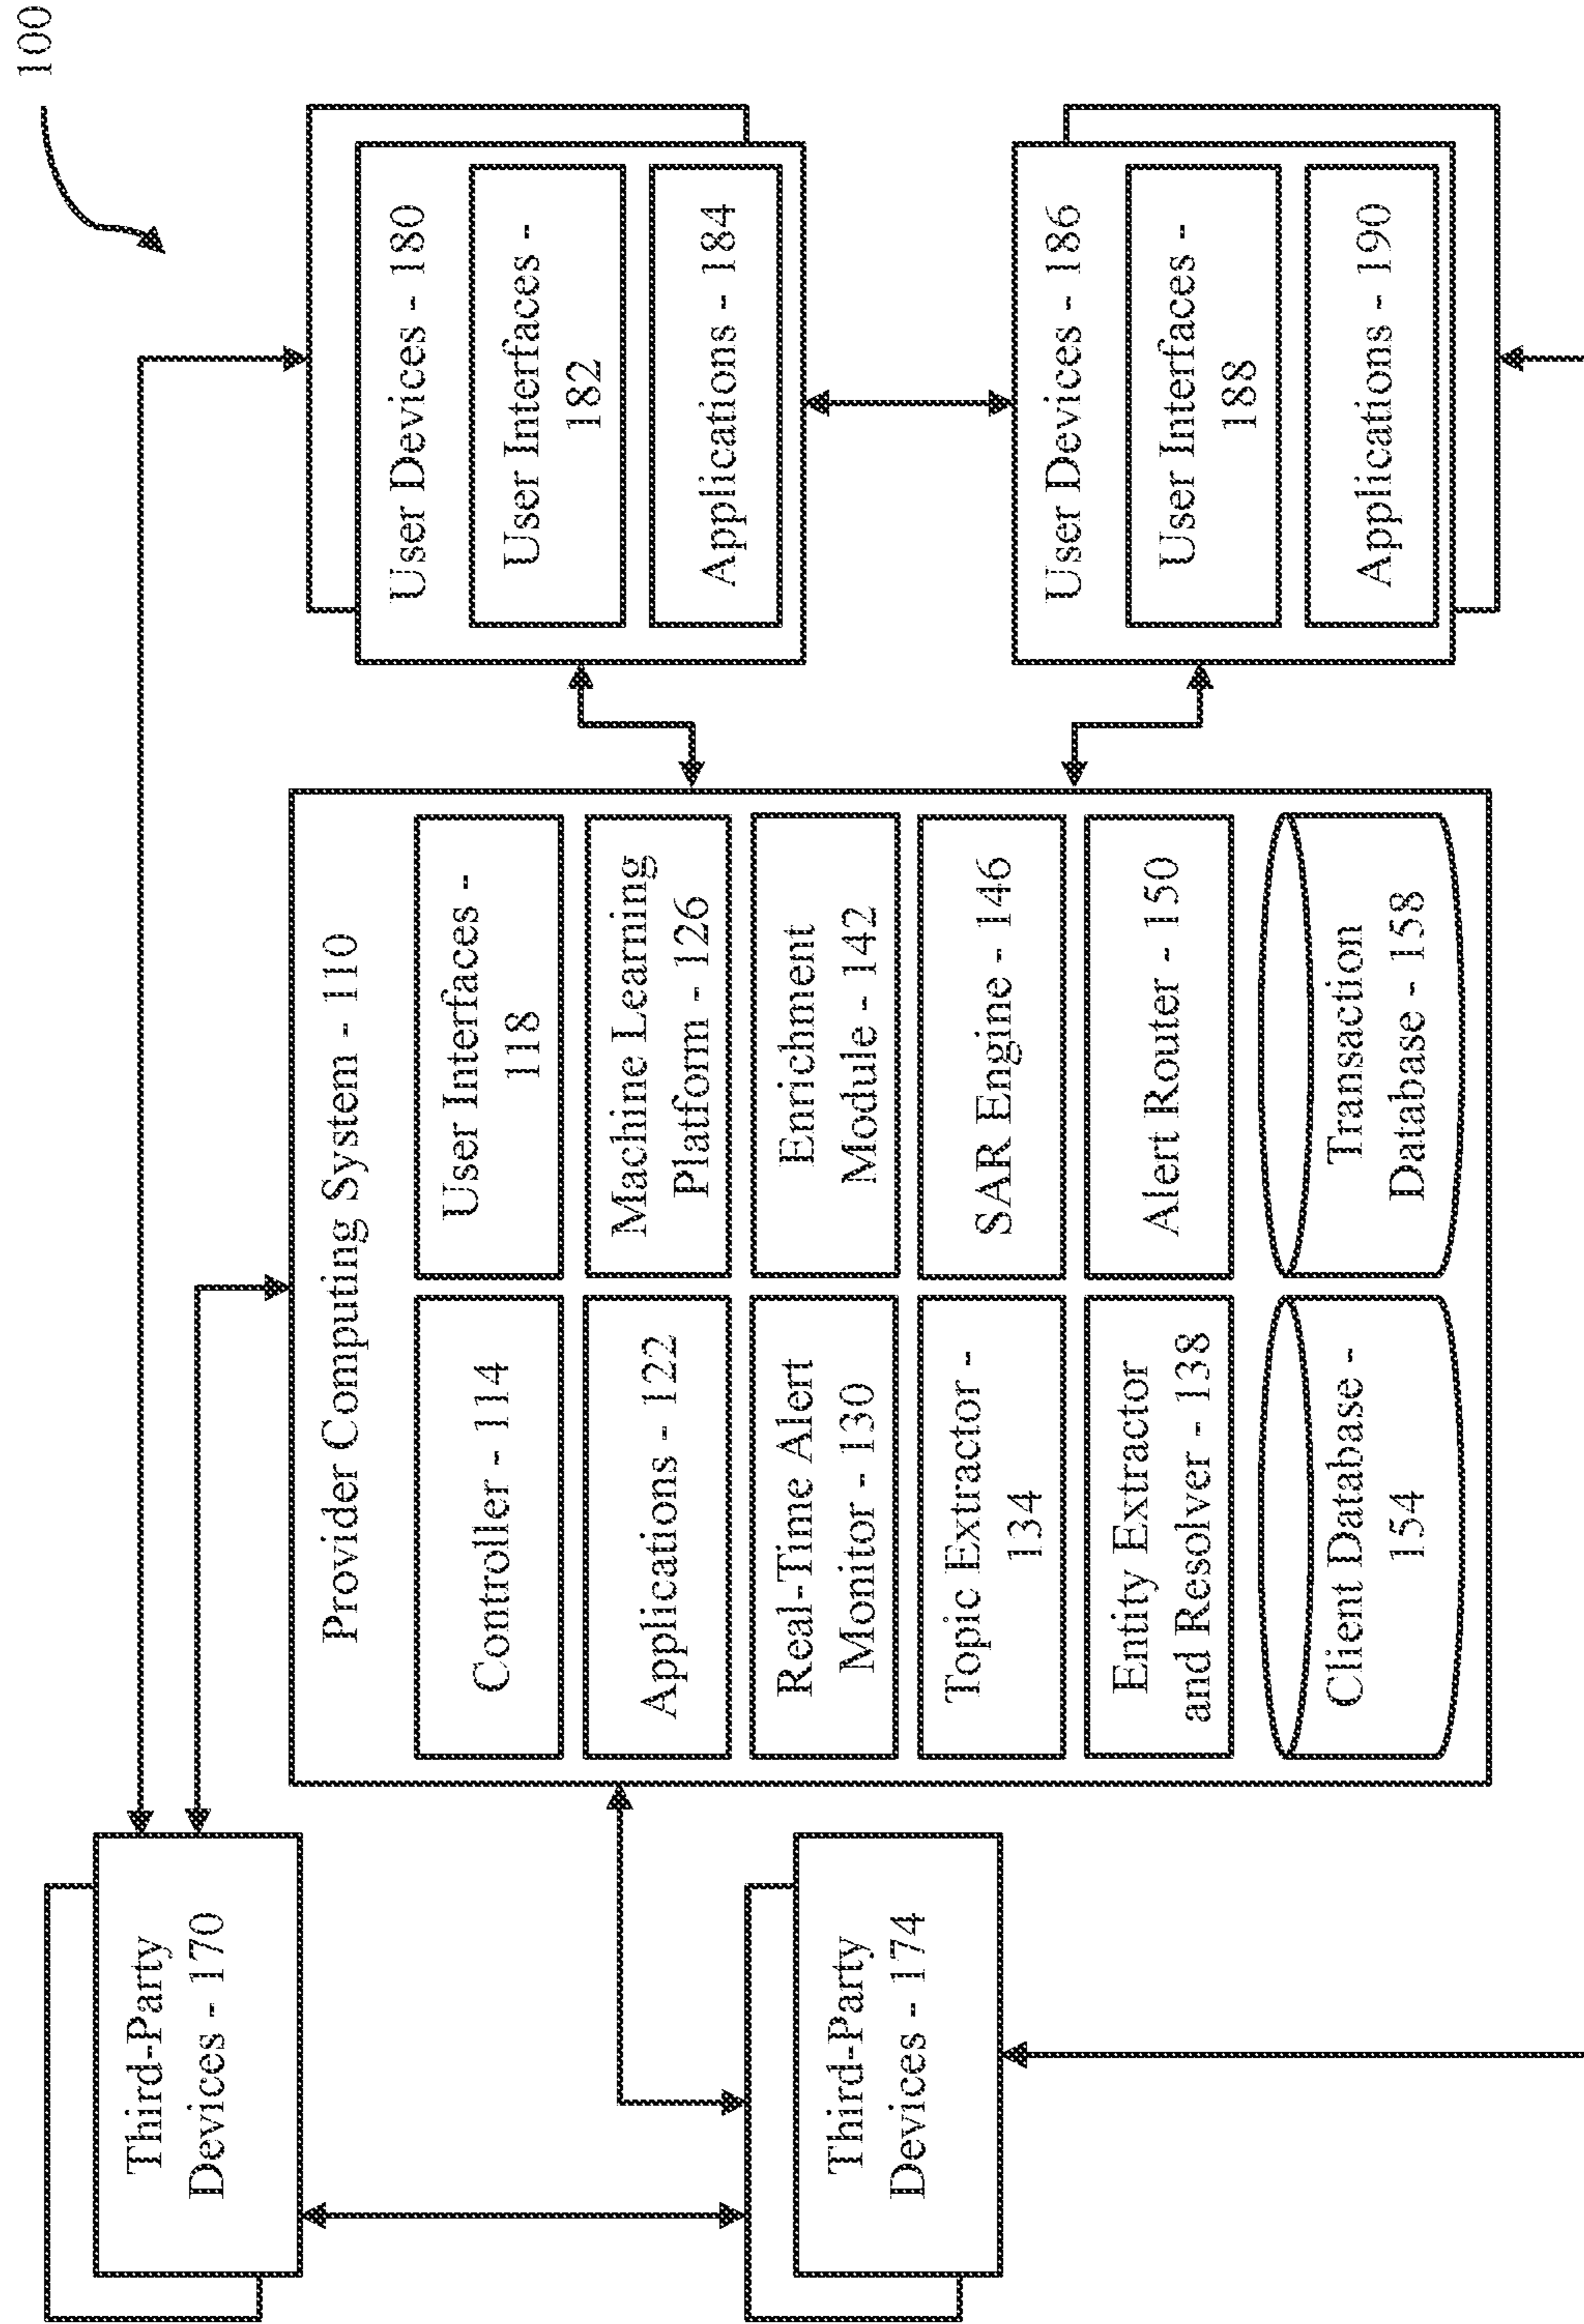 100
Third-Party
Devices - 170
Third-Party
Devices - 174
Provider Computing System - 110
Controller - 114
User Interfaces -
118
Applications - 122
Machine Learning
Platform - 126
Real-Time Alert
Monitor - 130
Enrichment
Module - 142
Topic Extractor -
134
SAR Engine - 146
Entity Extractor
and Resolver - 138
Alert Router - 150
Client Database -
154
Transaction
Database - 158
User Devices - 180
User Interfaces -
182
Applications - 184
User Devices - 186
User Interfaces -
188
Applications - 190